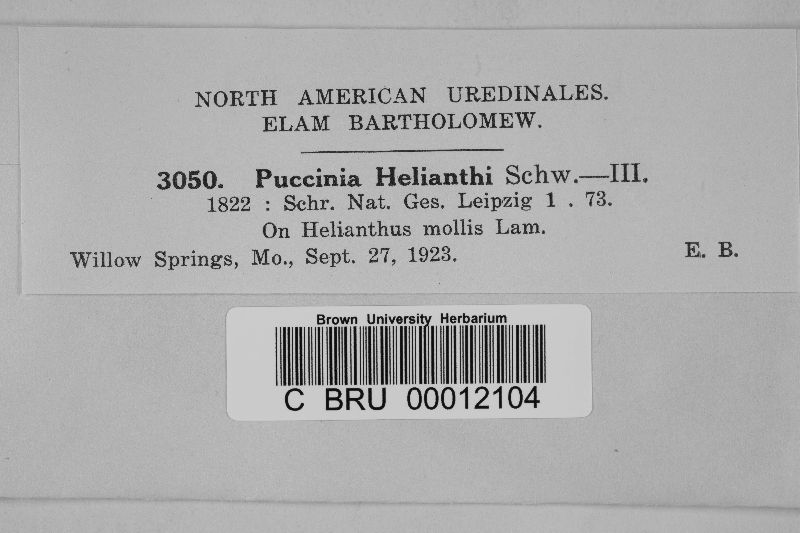 NORTH AMERICAN UREDINALES.
ELAM BARTHOLOMEW.
3050. Puccinia Helianthi Schw.—III.
1822 : Schr. Nat. Ges. Leipzig 1 . 73.
On Helianthus mollis Lam.
Willow Springs, Mo., Sept. 27, 1923. E. B.
Brown University Herbarium
C BRU 00012104